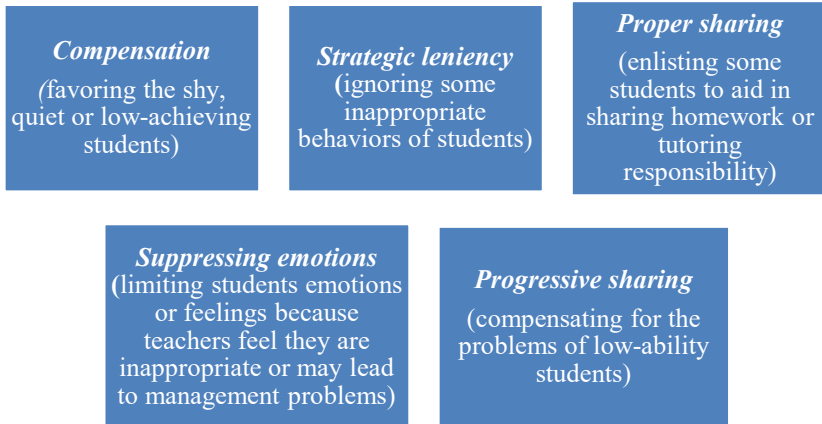 Compensation
(favoring the shy,
quiet or low-achieving
students)
Strategic leniency
(ignoring some
inappropriate
behaviors of students)
Proper sharing
(enlisting some
students to aid in
sharing homework or
tutoring
responsibility)
Suppressing emotions
(limiting students emotions
or feelings because
teachers feel they are
inappropriate or may lead
to management problems)
Progressive sharing
(compensating for the
problems of low-ability
students)